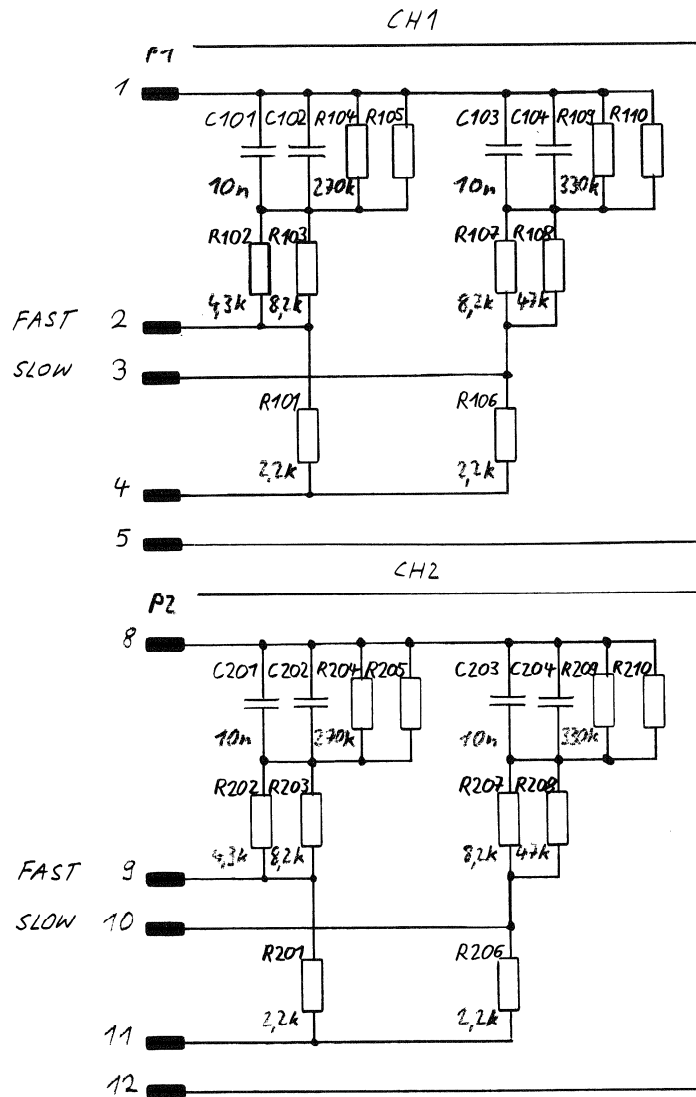 CH1
P1
1
C101 C102 R104 R105 C103 C104 R109 R110
10n 270k 10n 330k
R102 R103 R107 R108
4,3k 8,2k 8,2k 47k
FAST 2
SLOW 3
R101 R106
2,2k 2,2k
4
5
CH2
P2
8
C201 C202 R204 R205 C203 C204 R209 R210
10n 270k 10n 330k
R202 R203 R207 R208
4,3k 8,2k 8,2k 47k
FAST 9
SLOW 10
R201 R206
2,2k 2,2k
11
12